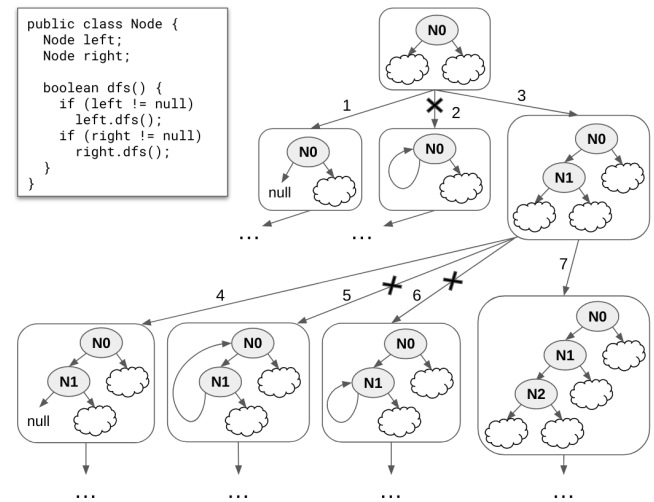 public class Node {
Node left;
Node right;
boolean dfs() {
if (left != null)
left.dfs();
if (right != null)
right.dfs();
}
}
N0
1
2
3
N0
null
N0
N0
N1
...
...
4
5
6
7
N0
N1
null
N0
N1
N0
N1
N0
N1
N2
...
...
...
...